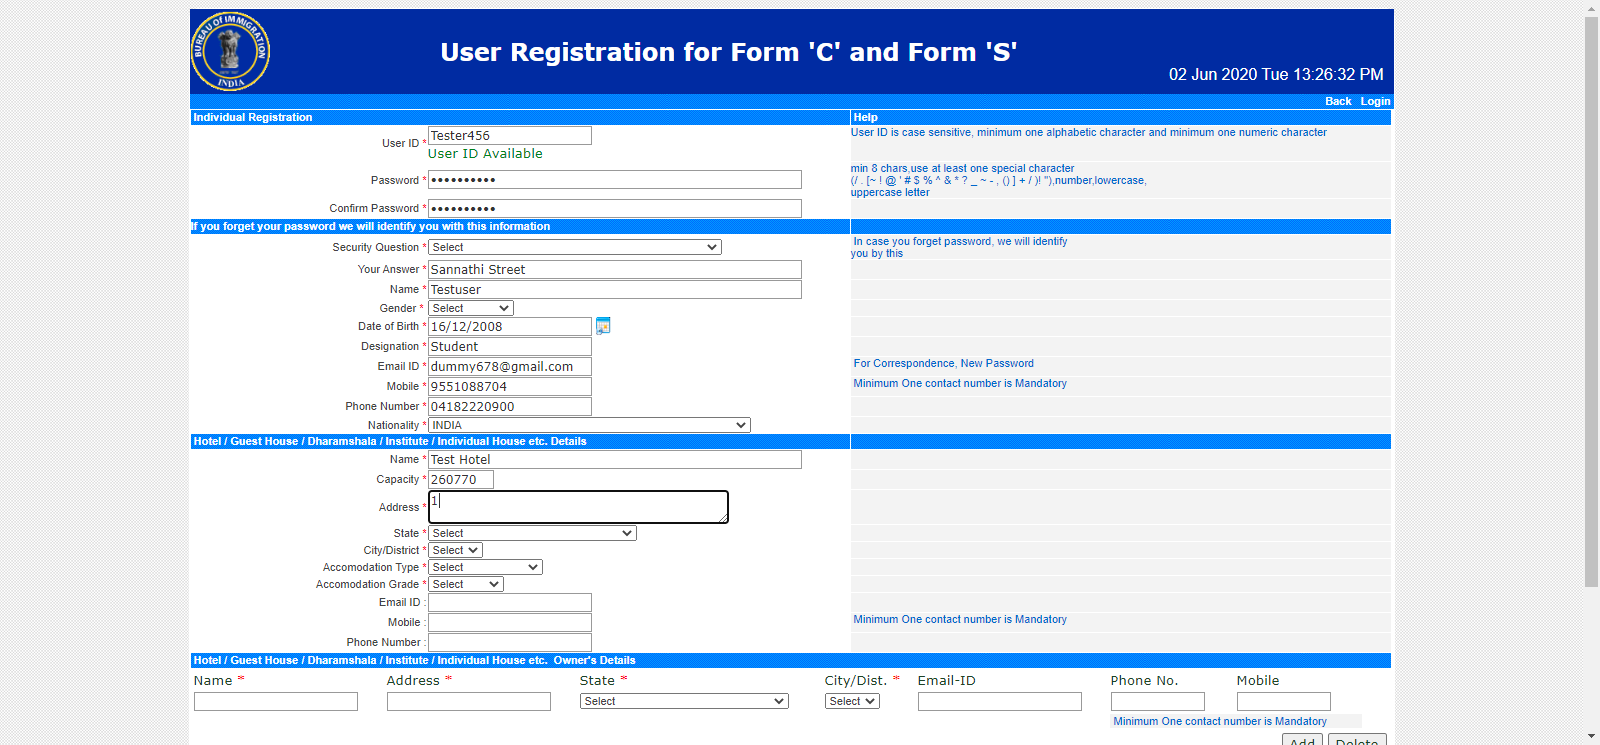 BUREAU OF IMMIGRATION
INDIA
User Registration for Form 'C' and Form 'S'
02 Jun 2020 Tue 13:26:32 PM
Back Login
Individual Registration Help
User ID * Tester456 User ID is case sensitive, minimum one alphabetic character and minimum one numeric character
User ID Available
Password * •••••••••• min 8 chars,use at least one special character
(/ . [~ ! @ ' # $ % ^ & * ? _ ~ - , () ] + / )! "),number,lowercase,
uppercase letter
Confirm Password * ••••••••••
If you forget your password we will identify you with this information
Security Question * Select In case you forget password, we will identify
you by this
Your Answer * Sannathi Street
Name * Testuser
Gender * Select
Date of Birth * 16/12/2008
Designation * Student
Email ID * dummy678@gmail.com For Correspondence, New Password
Mobile * 9551088704 Minimum One contact number is Mandatory
Phone Number * 04182220900
Nationality * INDIA
Hotel / Guest House / Dharamshala / Institute / Individual House etc. Details
Name * Test Hotel
Capacity * 260770
Address * 1
State * Select
City/District * Select
Accomodation Type * Select
Accomodation Grade * Select
Email ID :
Mobile : Minimum One contact number is Mandatory
Phone Number :
Hotel / Guest House / Dharamshala / Institute / Individual House etc. Owner's Details
Name * Address * State * City/Dist. * Email-ID Phone No. Mobile
Select Select
Minimum One contact number is Mandatory
Add Delete